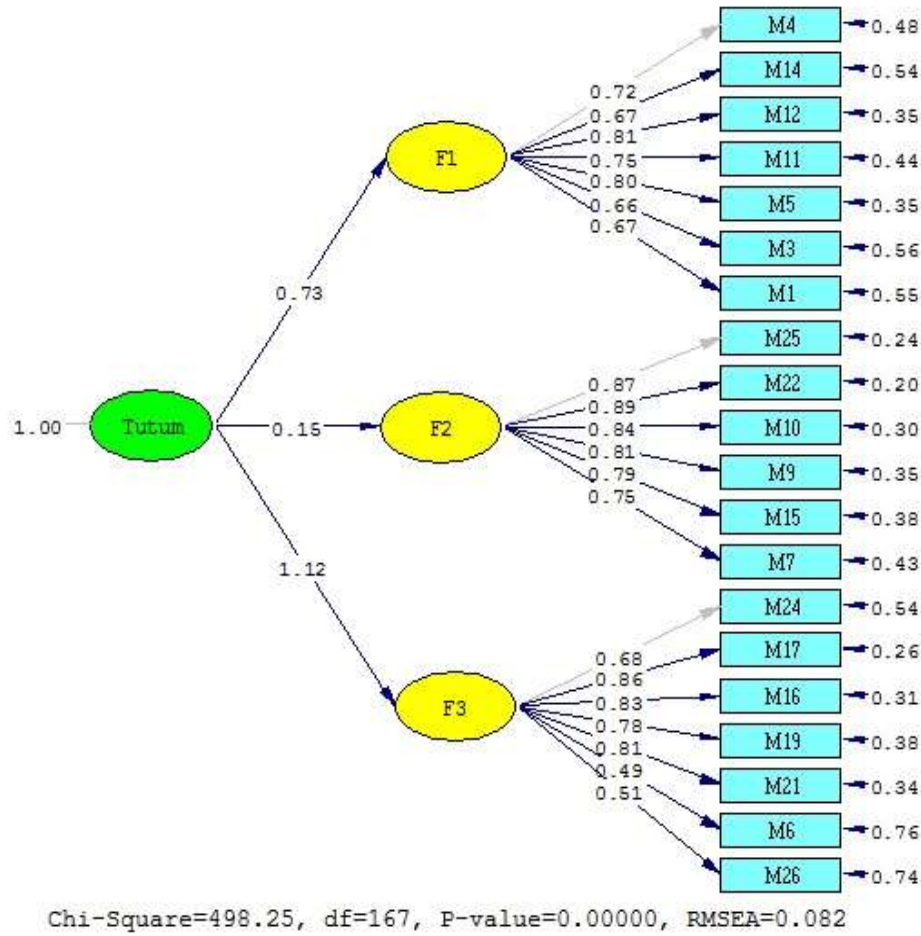 M4 0.48
M14 0.54
0.72
0.67
M12 0.35
0.81
F1
0.75
M11 0.44
0.80
0.66
M5 0.35
0.67
M3 0.56
0.73
M1 0.55
M25 0.24
0.87
M22 0.20
0.89
1.00 Tutum 0.15 F2
0.84
M10 0.30
0.81
0.79
M9 0.35
0.75
M15 0.38
M7 0.43
1.12
M24 0.54
0.68
M17 0.26
0.86
0.83
M16 0.31
F3
0.78
0.81
M19 0.38
0.49
0.51
M21 0.34
M6 0.76
M26 0.74
Chi-Square=498.25, df=167, P-value=0.00000, RMSEA=0.082